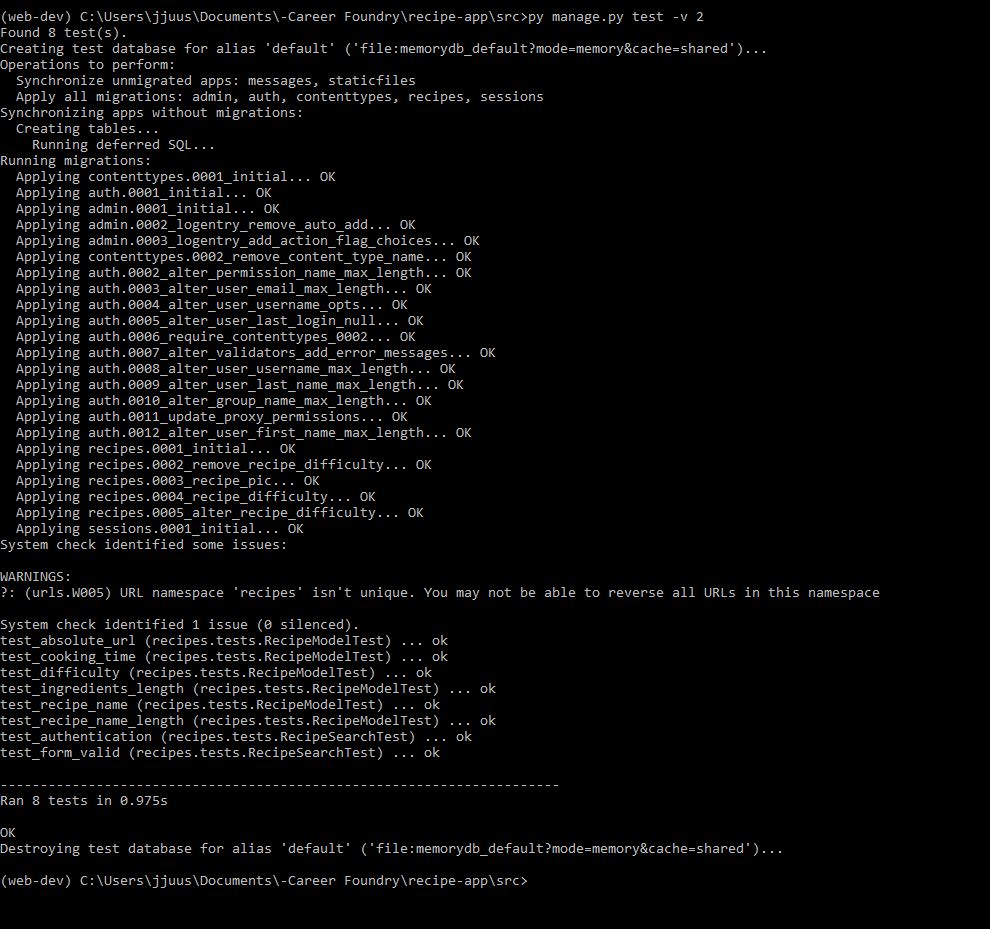 (web-dev) C:\Users\jjuus\Documents\-Career Foundry\recipe-app\src>py manage.py test -v 2
Found 8 test(s).
Creating test database for alias 'default' ('file:memorydb_default?mode=memory&cache=shared')...
Operations to perform:
  Synchronize unmigrated apps: messages, staticfiles
  Apply all migrations: admin, auth, contenttypes, recipes, sessions
Synchronizing apps without migrations:
  Creating tables...
    Running deferred SQL...
Running migrations:
  Applying contenttypes.0001_initial... OK
  Applying auth.0001_initial... OK
  Applying admin.0001_initial... OK
  Applying admin.0002_logentry_remove_auto_add... OK
  Applying admin.0003_logentry_add_action_flag_choices... OK
  Applying contenttypes.0002_remove_content_type_name... OK
  Applying auth.0002_alter_permission_name_max_length... OK
  Applying auth.0003_alter_user_email_max_length... OK
  Applying auth.0004_alter_user_username_opts... OK
  Applying auth.0005_alter_user_last_login_null... OK
  Applying auth.0006_require_contenttypes_0002... OK
  Applying auth.0007_alter_validators_add_error_messages... OK
  Applying auth.0008_alter_user_username_max_length... OK
  Applying auth.0009_alter_user_last_name_max_length... OK
  Applying auth.0010_alter_group_name_max_length... OK
  Applying auth.0011_update_proxy_permissions... OK
  Applying auth.0012_alter_user_first_name_max_length... OK
  Applying recipes.0001_initial... OK
  Applying recipes.0002_remove_recipe_difficulty... OK
  Applying recipes.0003_recipe_pic... OK
  Applying recipes.0004_recipe_difficulty... OK
  Applying recipes.0005_alter_recipe_difficulty... OK
  Applying sessions.0001_initial... OK
System check identified some issues:

WARNINGS:
?: (urls.W005) URL namespace 'recipes' isn't unique. You may not be able to reverse all URLs in this namespace

System check identified 1 issue (0 silenced).
test_absolute_url (recipes.tests.RecipeModelTest) ... ok
test_cooking_time (recipes.tests.RecipeModelTest) ... ok
test_difficulty (recipes.tests.RecipeModelTest) ... ok
test_ingredients_length (recipes.tests.RecipeModelTest) ... ok
test_recipe_name (recipes.tests.RecipeModelTest) ... ok
test_recipe_name_length (recipes.tests.RecipeModelTest) ... ok
test_authentication (recipes.tests.RecipeSearchTest) ... ok
test_form_valid (recipes.tests.RecipeSearchTest) ... ok

----------------------------------------------------------------------
Ran 8 tests in 0.975s

OK
Destroying test database for alias 'default' ('file:memorydb_default?mode=memory&cache=shared')...

(web-dev) C:\Users\jjuus\Documents\-Career Foundry\recipe-app\src>